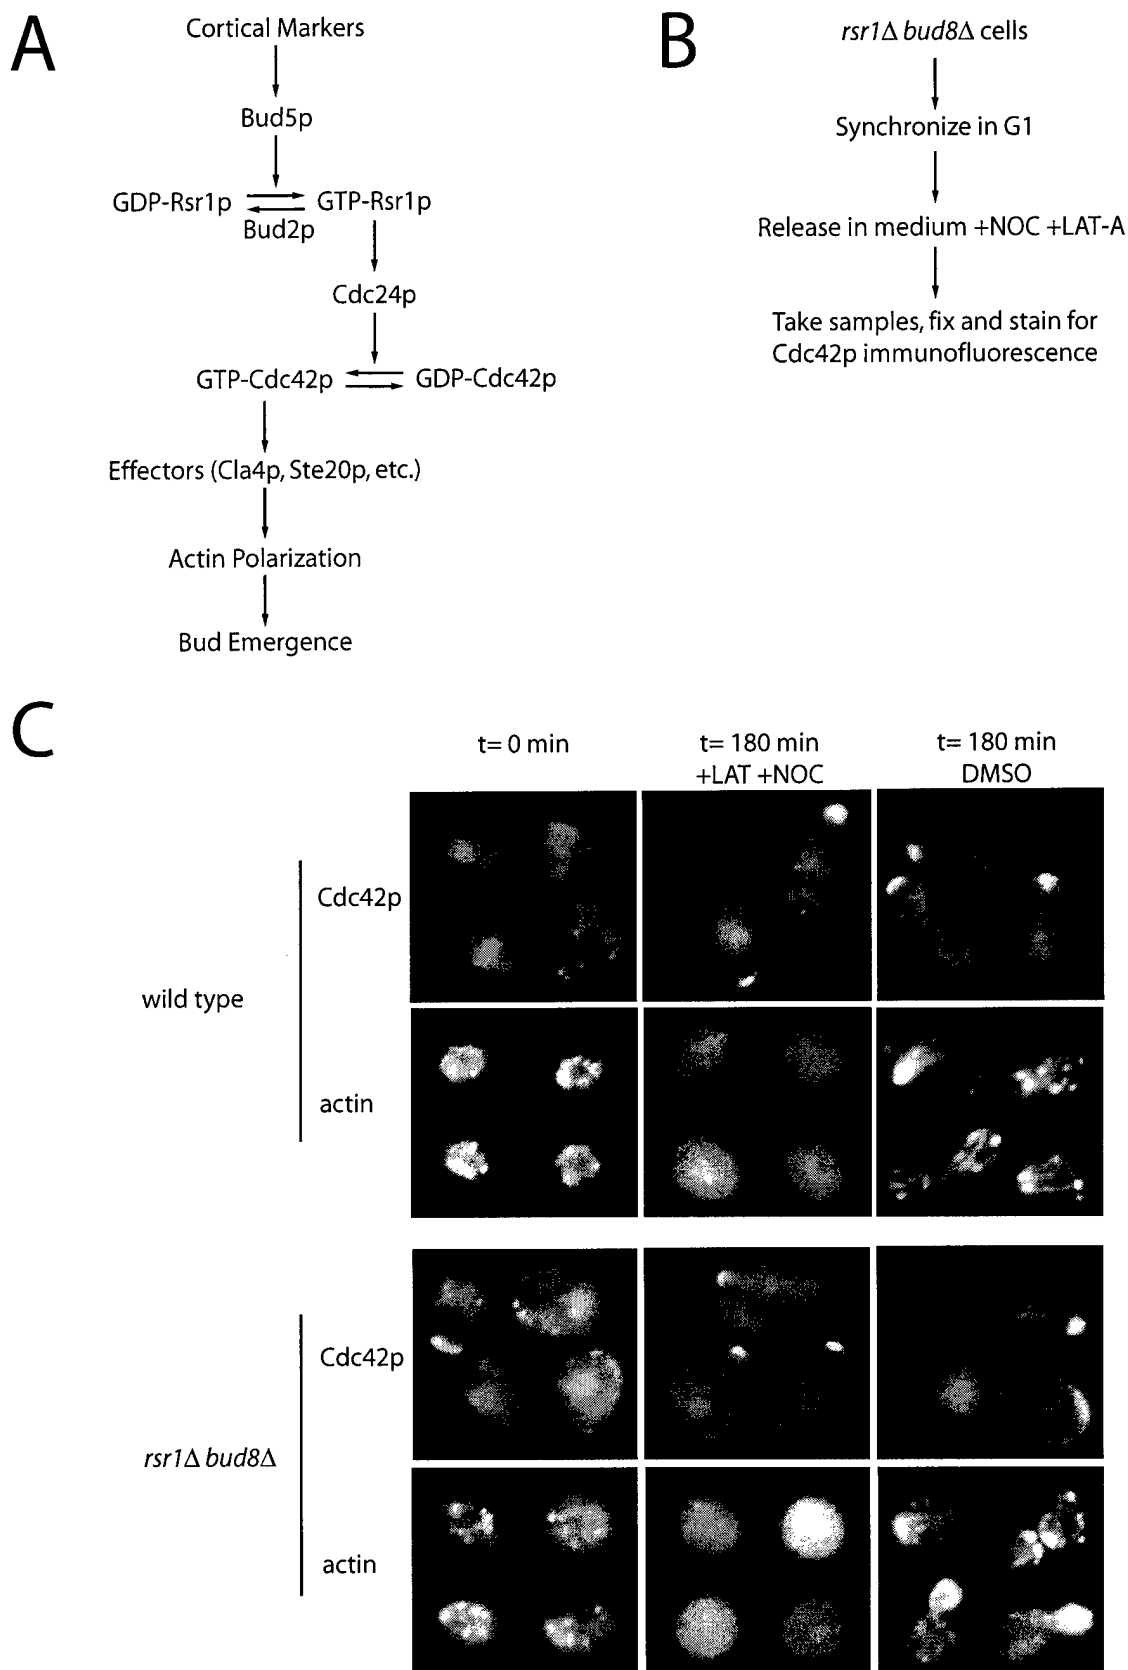 A
Cortical Markers
Bud5p
GDP-Rsr1p
GTP-Rsr1p
Bud2p
Cdc24p
GTP-Cdc42p
GDP-Cdc42p
Effectors (Cla4p, Ste20p, etc.)
Actin Polarization
Bud Emergence
B
rsr1Δ bud8Δ cells
Synchronize in G1
Release in medium +NOC +LAT-A
Take samples, fix and stain for
Cdc42p immunofluorescence
C
t= 0 min
t= 180 min
+LAT +NOC
t= 180 min
DMSO
wild type
Cdc42p
actin
rsr1Δ bud8Δ
Cdc42p
actin